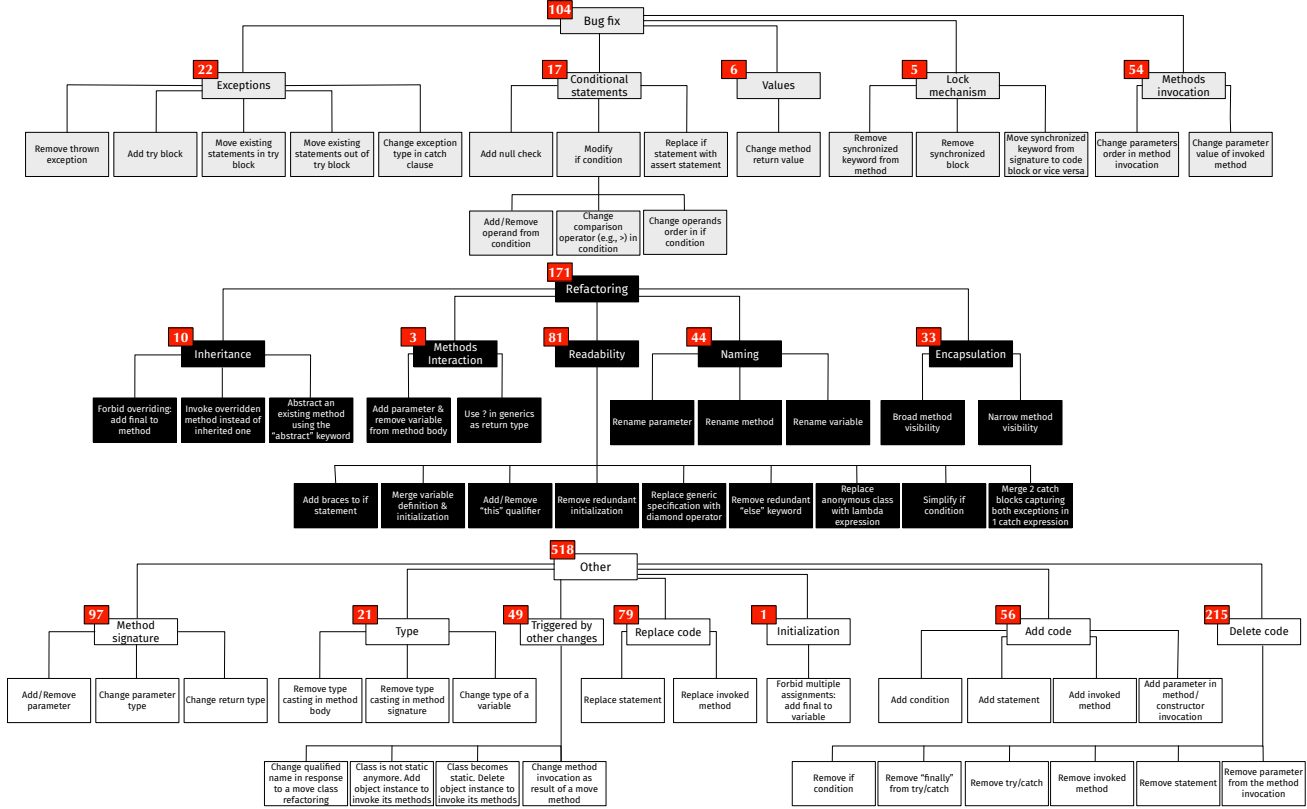 104
Bug fix
22
Exceptions
17
Conditional
statements
6
Values
5
Lock
mechanism
54
Methods
invocation
Remove thrown
exception
Add try block
Move existing
statements in try
block
Move existing
statements out of
try block
Change exception
type in catch
clause
Add null check
Modify
if condition
Replace if
statement with
assert statement
Change method
return value
Remove
synchronized
keyword from
method
Remove
synchronized
block
Move synchronized
keyword from
signature to code
block or vice versa
Change parameters
order in method
invocation
Change parameter
value of invoked
method
Add/Remove
operand from
condition
Change
comparison
operator (e.g., >) in
condition
Change operands
order in if
condition
171
Refactoring
10
Inheritance
3
Methods
Interaction
81
Readability
44
Naming
33
Encapsulation
Forbid overriding:
add final to
method
Invoke overridden
method instead of
inherited one
Abstract an
existing method
using the
"abstract" keyword
Add parameter &
remove variable
from method body
Use ? in generics
as return type
Rename parameter
Rename method
Rename variable
Broad method
visibility
Narrow method
visibility
Add braces to if
statement
Merge variable
definition &
initialization
Add/Remove
"this" qualifier
Remove redundant
initialization
Replace generic
specification with
diamond operator
Remove redundant
"else" keyword
Replace
anonymous class
with lambda
expression
Simplify if
condition
Merge 2 catch
blocks capturing
both exceptions in
1 catch expression
518
Other
97
Method
signature
21
Type
49
Triggered by
other changes
79
Replace code
1
Initialization
56
Add code
215
Delete code
Add/Remove
parameter
Change parameter
type
Change return type
Remove type
casting in method
body
Remove type
casting in method
signature
Change type of a
variable
Replace statement
Replace invoked
method
Forbid multiple
assignments:
add final to
variable
Add condition
Add statement
Add invoked
method
Add parameter in
method/
constructor
invocation
Change qualified
name in response
to a move class
refactoring
Class is not static
anymore. Add
object instance to
invoke its methods
Class becomes
static. Delete
object instance to
invoke its methods
Change method
invocation as
result of a move
method
Remove if
condition
Remove "finally"
from try/catch
Remove try/catch
Remove invoked
method
Remove statement
Remove parameter
from the method
invocation